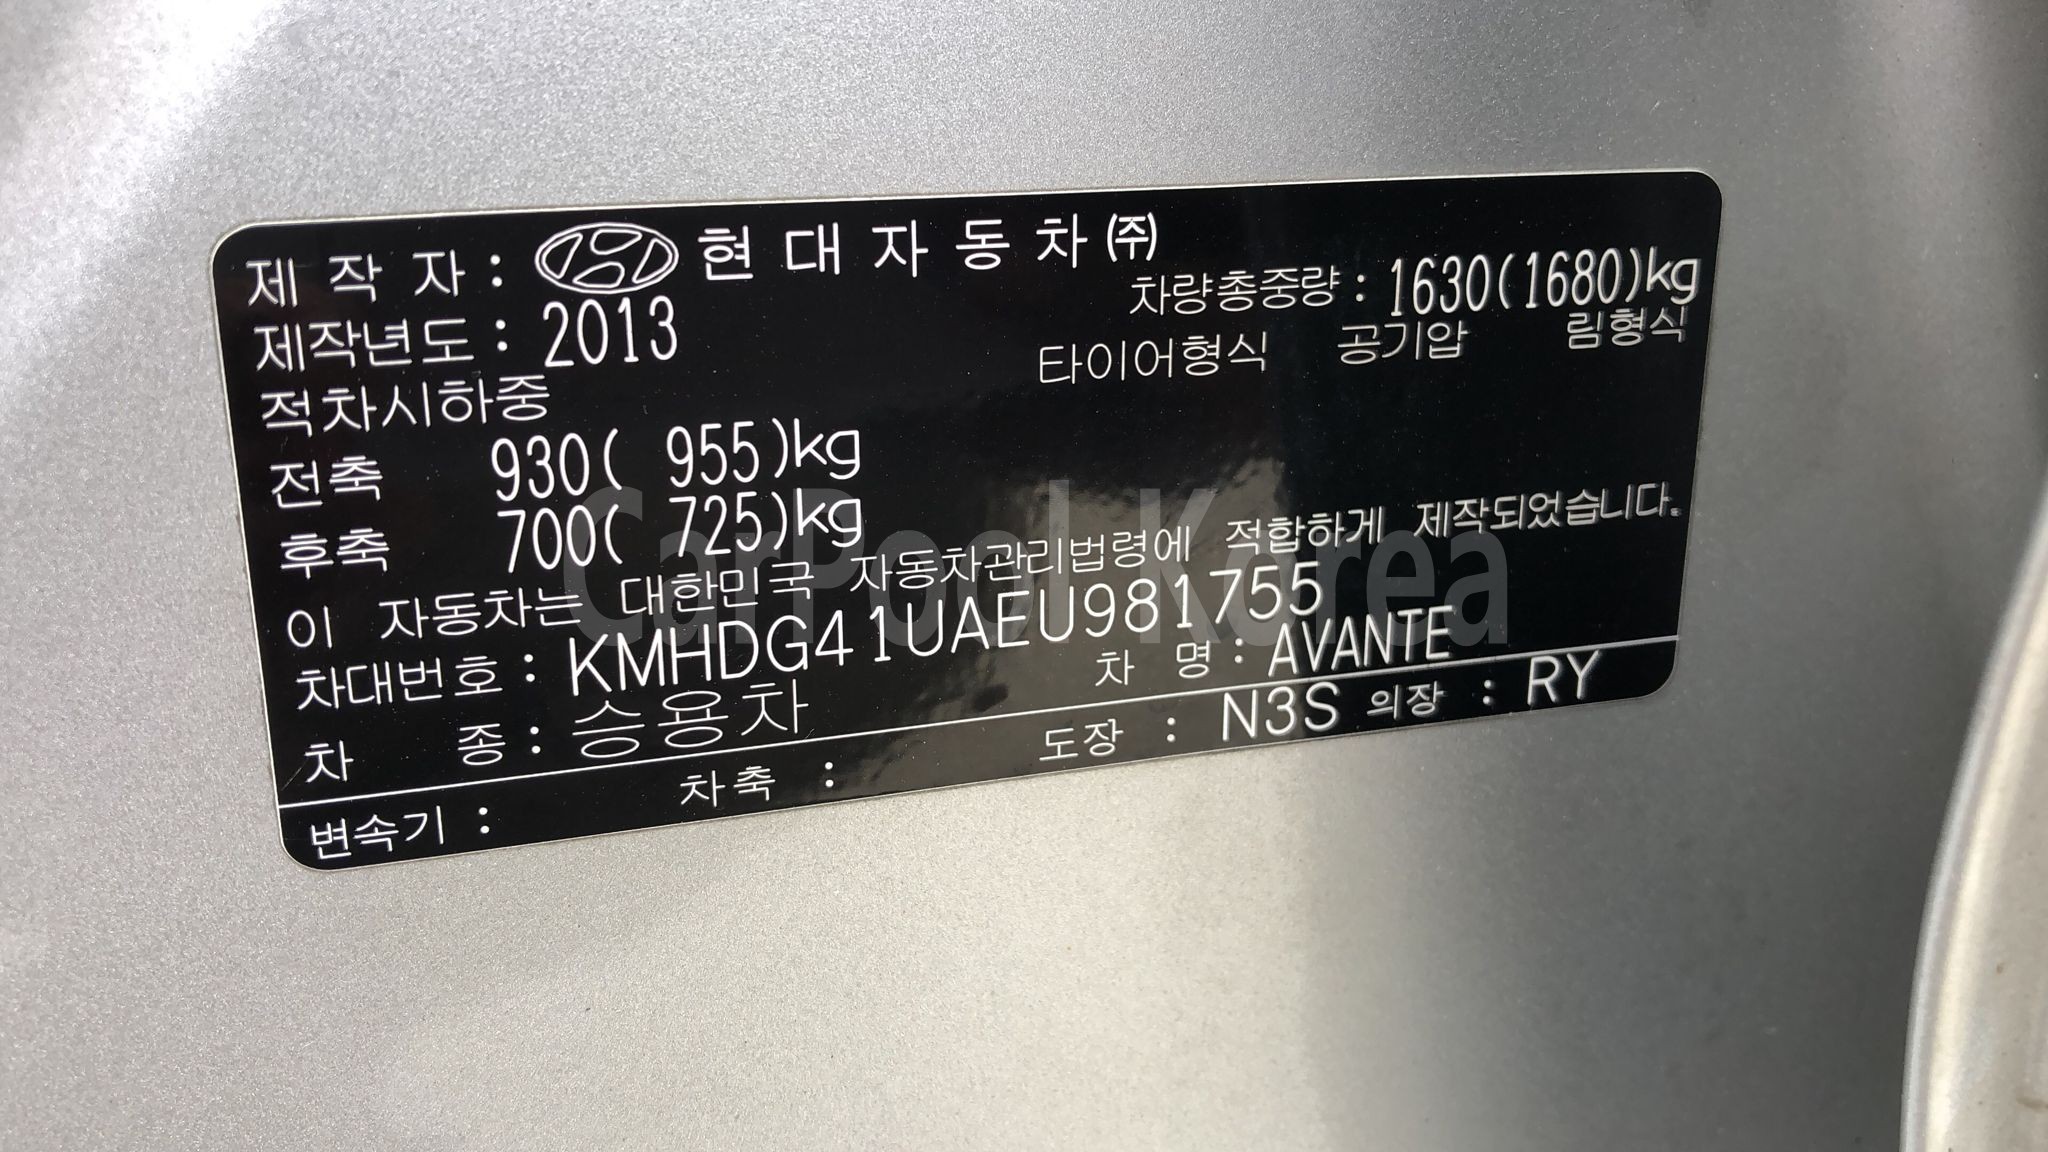 제 작 자 : 현 대 자 동 차 ㈜
차량총중량 : 1630(1680)kg
제작년도 : 2013
타이어형식 공기압 림형식
적차시하중
전축 930( 955)kg
후축 700( 725)kg
이 자동차는 대한민국 자동차관리법령에 적합하게 제작되었습니다.
차대번호 : KMHDG41UAEU981755
차 종 : 승용차 차 명 : AVANTE
변속기 : 차축 : 도장 : N3S 의장 : RY
CarPool Korea